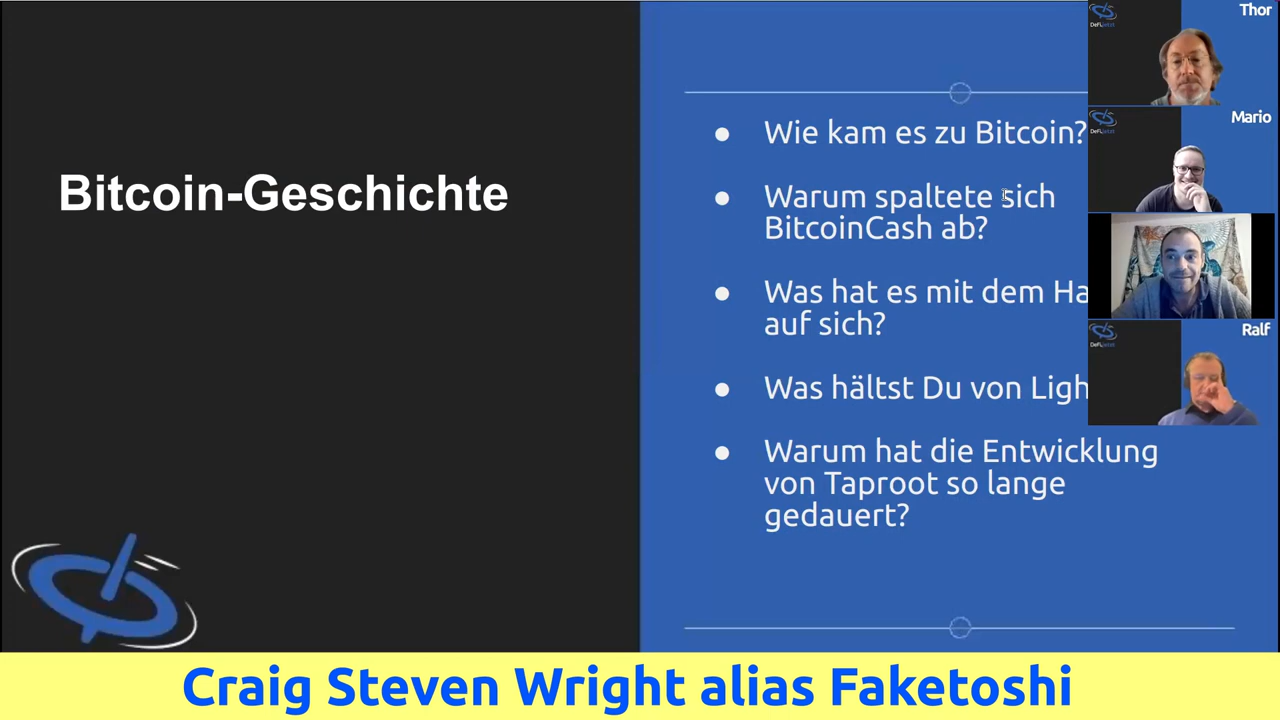 Bitcoin-Geschichte
Wie kam es zu Bitcoin?
Warum spaltete sich
BitcoinCash ab?
Was hat es mit dem Ha
auf sich?
Was hältst Du von Ligh
Warum hat die Entwicklung
von Taproot so lange
gedauert?
Thor
Mario
Ralf
Craig Steven Wright alias Faketoshi